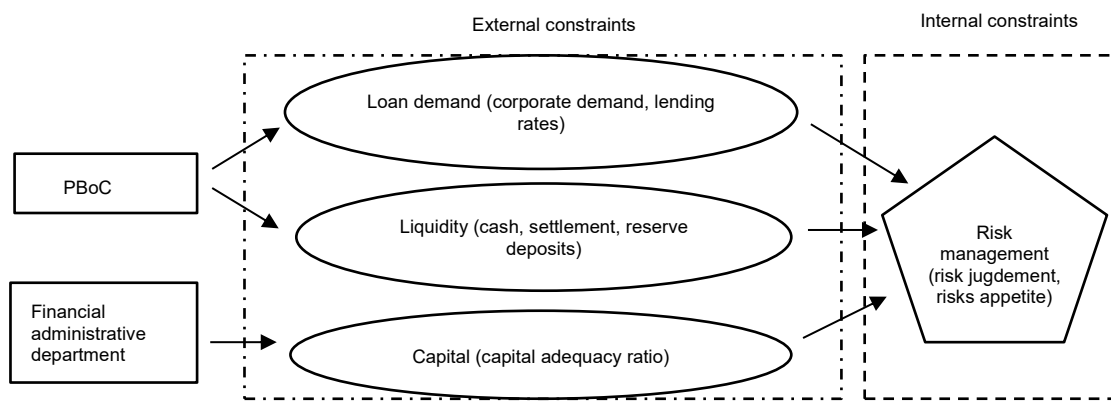 External constraints
Internal constraints
Loan demand (corporate demand, lending
rates)
PBoC
Liquidity (cash, settlement, reserve
deposits)
Risk
management
(risk jugdement,
risks appetite)
Financial
administrative
department
Capital (capital adequacy ratio)